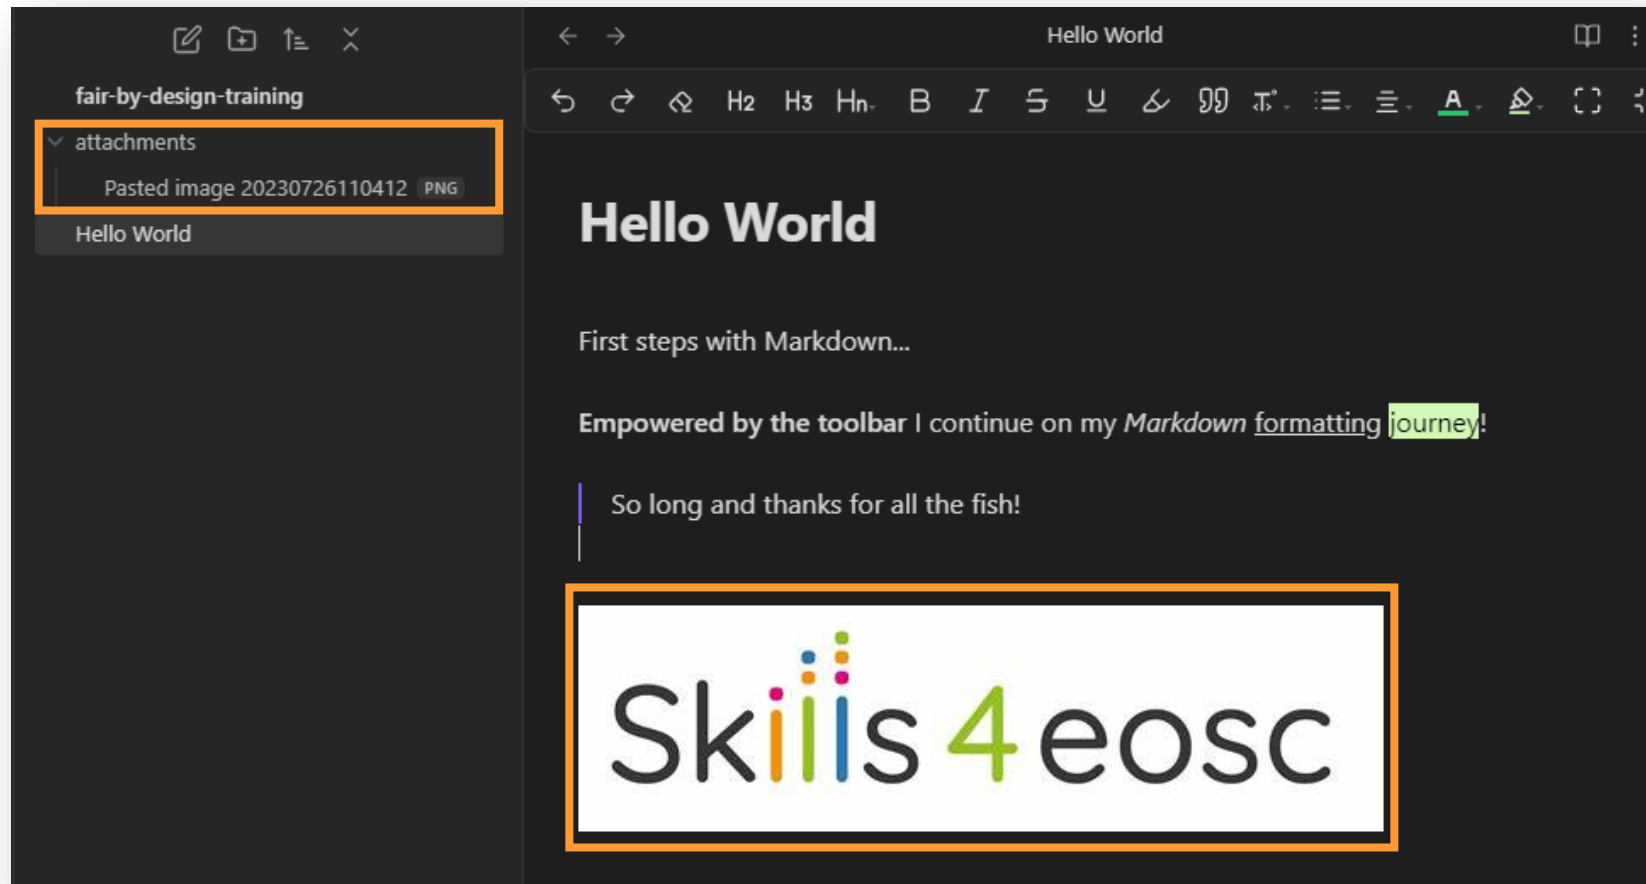 fair-by-design-training
attachments
Pasted image 20230726110412 PNG
Hello World
Hello World
H2 H3 Hn B I S U A
Hello World
First steps with Markdown...
Empowered by the toolbar I continue on my Markdown formatting journey!
So long and thanks for all the fish!
Skills 4 eosc